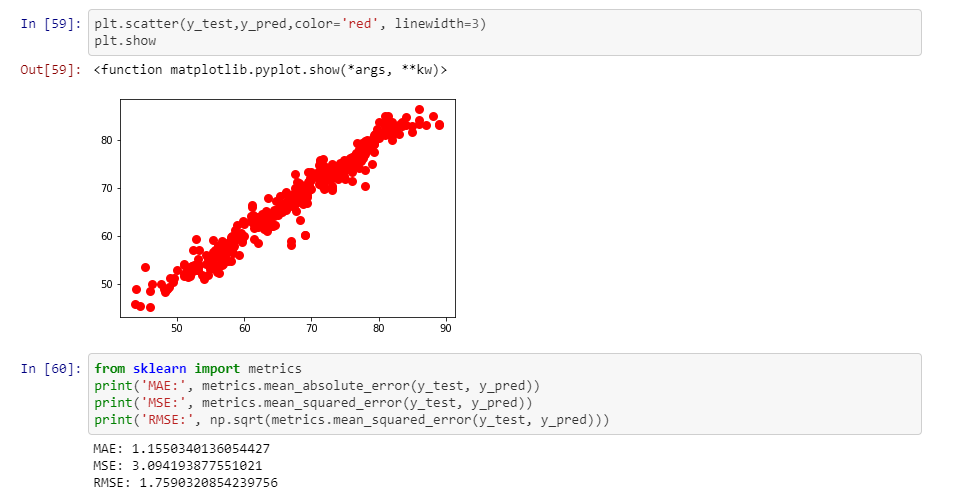 In [59]: plt.scatter(y_test,y_pred,color='red', linewidth=3)
plt.show
Out[59]: <function matplotlib.pyplot.show(*args, **kw)>
80
70
60
50
50 60 70 80 90
In [60]: from sklearn import metrics
print('MAE:', metrics.mean_absolute_error(y_test, y_pred))
print('MSE:', metrics.mean_squared_error(y_test, y_pred))
print('RMSE:', np.sqrt(metrics.mean_squared_error(y_test, y_pred)))
MAE: 1.1550340136054427
MSE: 3.094193877551021
RMSE: 1.7590320854239756